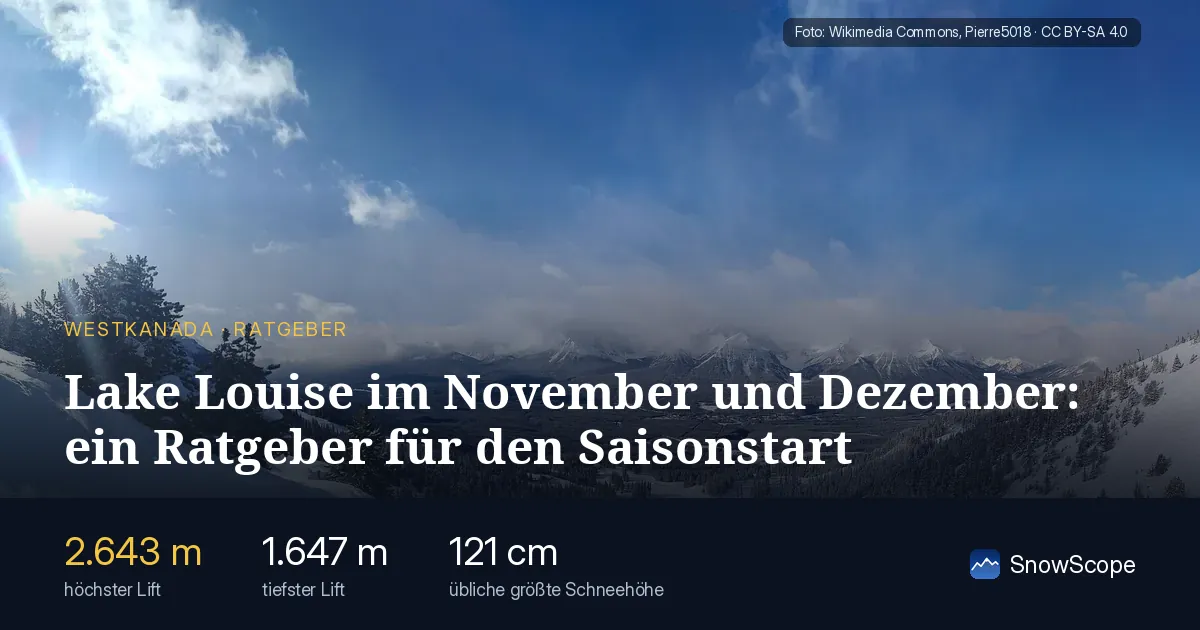 Foto: Wikimedia Commons, Pierre5018 · CC BY-SA 4.0
WESTKANADA · RATGEBER
Lake Louise im November und Dezember:
ein Ratgeber für den Saisonstart
2.643 m
höchster Lift
1.647 m
tiefster Lift
121 cm
übliche größte Schneehöhe
SnowScope